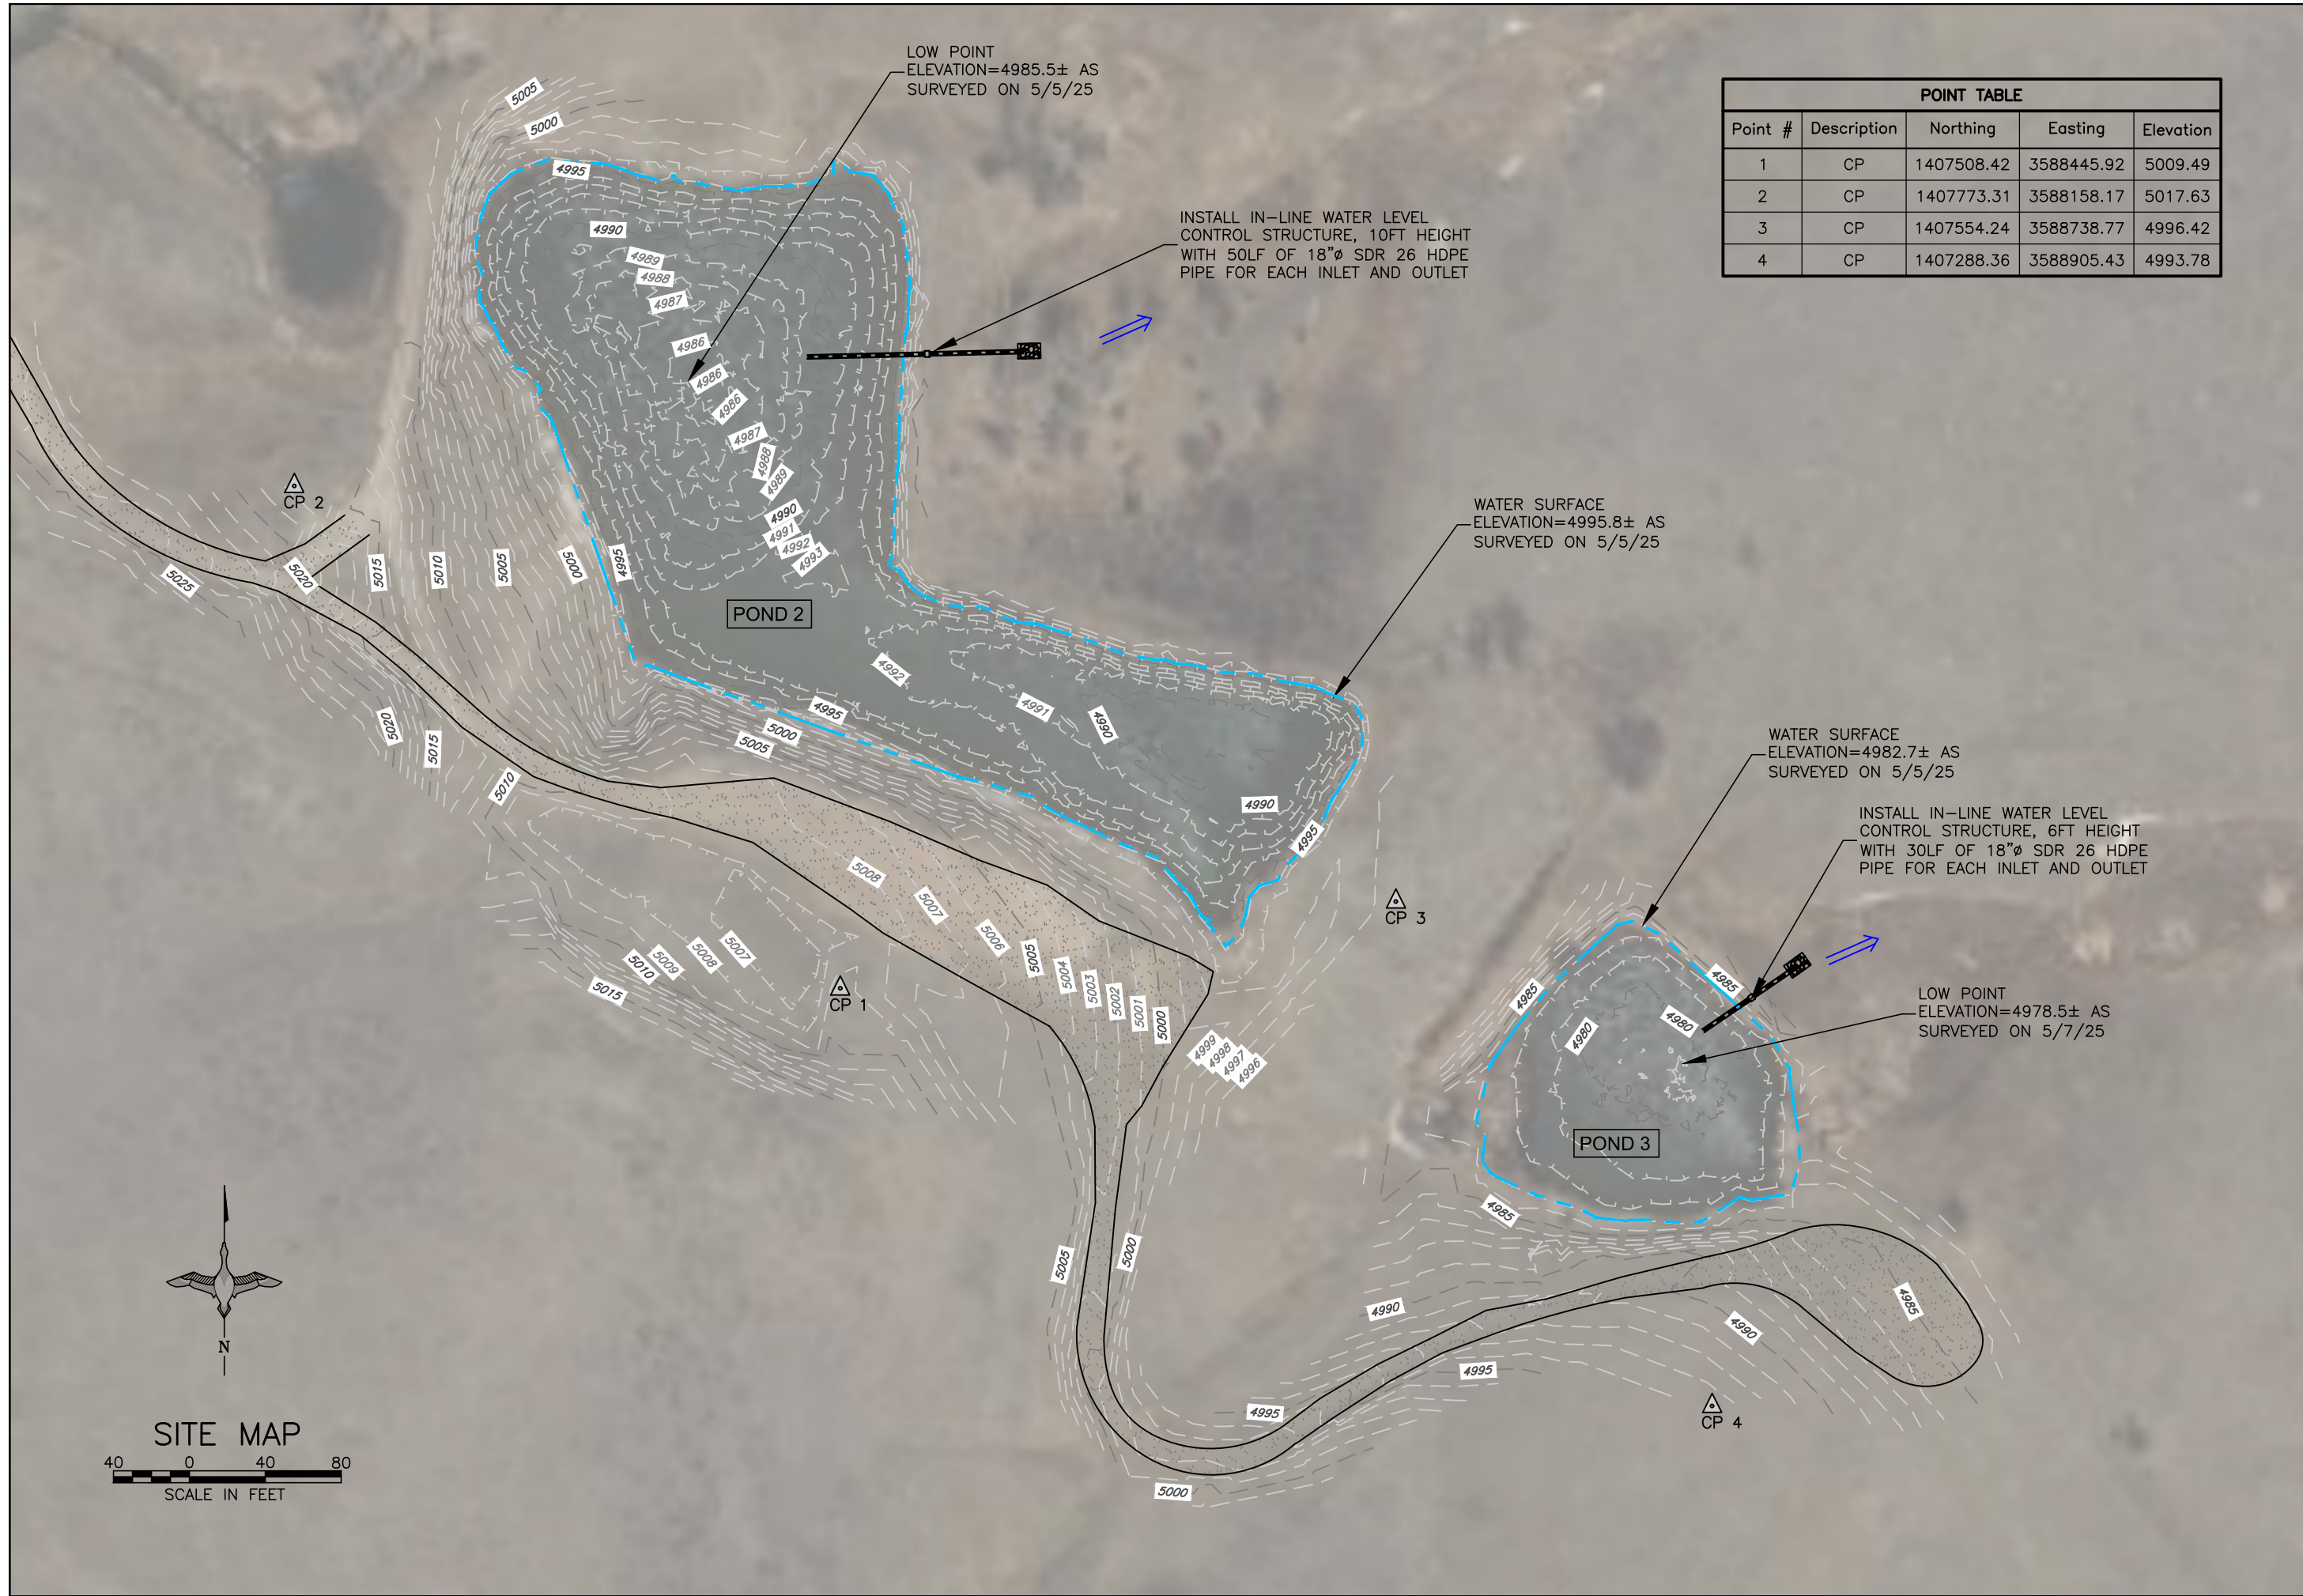 LOW POINT
ELEVATION=4985.5± AS
SURVEYED ON 5/5/25
POINT TABLE
Point # Description Northing Easting Elevation
1 CP 1407508.42 3588445.92 5009.49
2 CP 1407773.31 3588158.17 5017.63
3 CP 1407554.24 3588738.77 4996.42
4 CP 1407288.36 3588905.43 4993.78
5005
5000
4995
INSTALL IN-LINE WATER LEVEL
CONTROL STRUCTURE, 10FT HEIGHT
WITH 50LF OF 18"ø SDR 26 HDPE
PIPE FOR EACH INLET AND OUTLET
4990
4989
4988
4987
4986
4986
4986
4987
4988
4989
4990
4991
4992
4993
CP 2
WATER SURFACE
ELEVATION=4995.8± AS
SURVEYED ON 5/5/25
5025
5020
5015
5010
5005
5000
4995
POND 2
4992
4991
4990
4995
5000
5005
5020
5015
5010
4990
4995
WATER SURFACE
ELEVATION=4982.7± AS
SURVEYED ON 5/5/25
INSTALL IN-LINE WATER LEVEL
CONTROL STRUCTURE, 6FT HEIGHT
WITH 30LF OF 18"ø SDR 26 HDPE
PIPE FOR EACH INLET AND OUTLET
CP 3
5008
5007
5006
5005
5004
5003
5002
5001
5000
4999
4998
4997
4996
5010
5009
5008
5007
5015
CP 1
4985
4985
4980
4980
LOW POINT
ELEVATION=4978.5± AS
SURVEYED ON 5/7/25
POND 3
4985
5005
5000
4990
4985
4990
4995
4995
CP 4
5000
N
SITE MAP
40 0 40 80
SCALE IN FEET